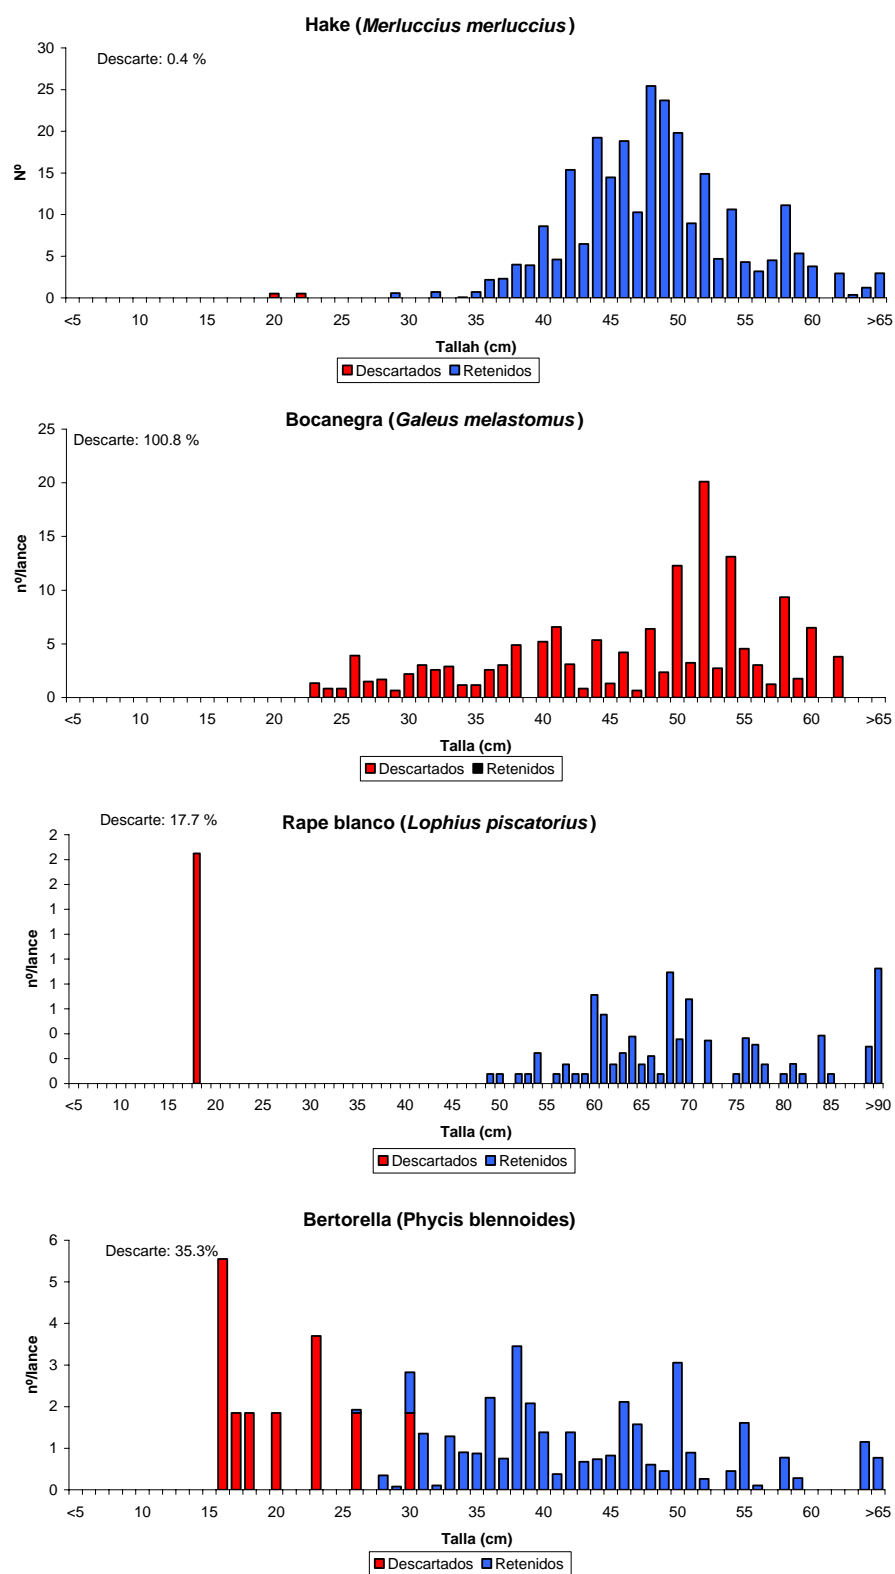 Hake (Merluccius merluccius)
Descarte: 0.4 %
30
25
20
15
10
5
0
Nº
<5 10 15 20 25 30 35 40 45 50 55 60 >65
Tallah (cm)
Descartados Retenidos
Bocanegra (Galeus melastomus)
Descarte: 100.8 %
25
20
15
10
5
0
nº/lance
<5 10 15 20 25 30 35 40 45 50 55 60 >65
Talla (cm)
Descartados Retenidos
Descarte: 17.7 %
Rape blanco (Lophius piscatorius)
2
2
2
1
1
1
1
1
0
0
0
nº/lance
<5 10 15 20 25 30 35 40 45 50 55 60 65 70 75 80 85 >90
Talla (cm)
Descartados Retenidos
Bertorella (Phycis blennoides)
Descarte: 35.3%
6
5
4
3
2
1
0
nº/lance
<5 10 15 20 25 30 35 40 45 50 55 60 >65
Talla (cm)
Descartados Retenidos